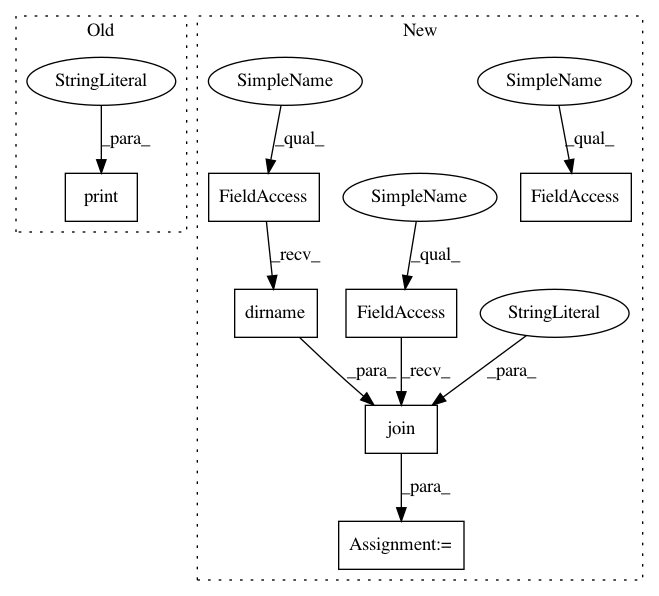 Old
New
StringLiteral
SimpleName
SimpleName
_para_
_qual_
_qual_
print
FieldAccess
SimpleName
FieldAccess
_recv_
_qual_
dirname
FieldAccess
StringLiteral
_para_
_recv_
_para_
join
_para_
Assignment:=